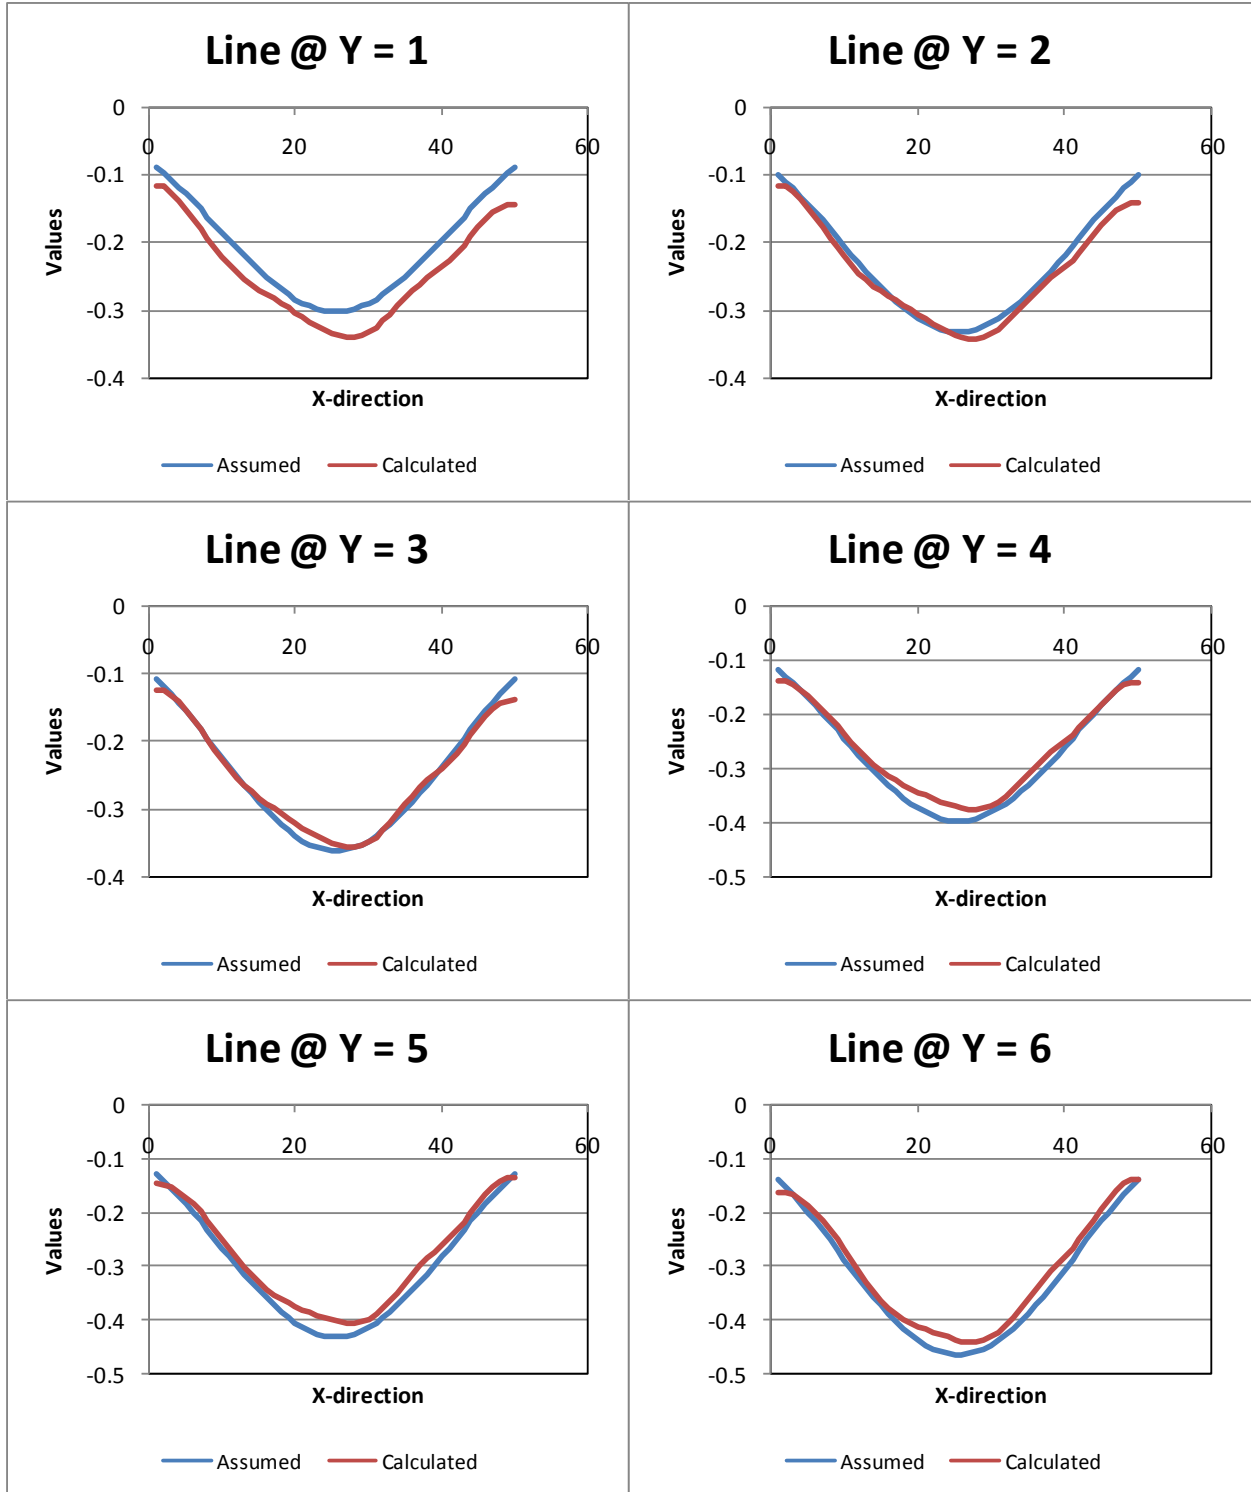 Line @ Y = 1
0
0 20 40 60
-0.1
-0.2
-0.3
-0.4
Values
X-direction
Assumed Calculated
Line @ Y = 2
0
0 20 40 60
-0.1
-0.2
-0.3
-0.4
Values
X-direction
Assumed Calculated
Line @ Y = 3
0
0 20 40 60
-0.1
-0.2
-0.3
-0.4
Values
X-direction
Assumed Calculated
Line @ Y = 4
0
0 20 40 60
-0.1
-0.2
-0.3
-0.4
-0.5
Values
X-direction
Assumed Calculated
Line @ Y = 5
0
0 20 40 60
-0.1
-0.2
-0.3
-0.4
-0.5
Values
X-direction
Assumed Calculated
Line @ Y = 6
0
0 20 40 60
-0.1
-0.2
-0.3
-0.4
-0.5
Values
X-direction
Assumed Calculated